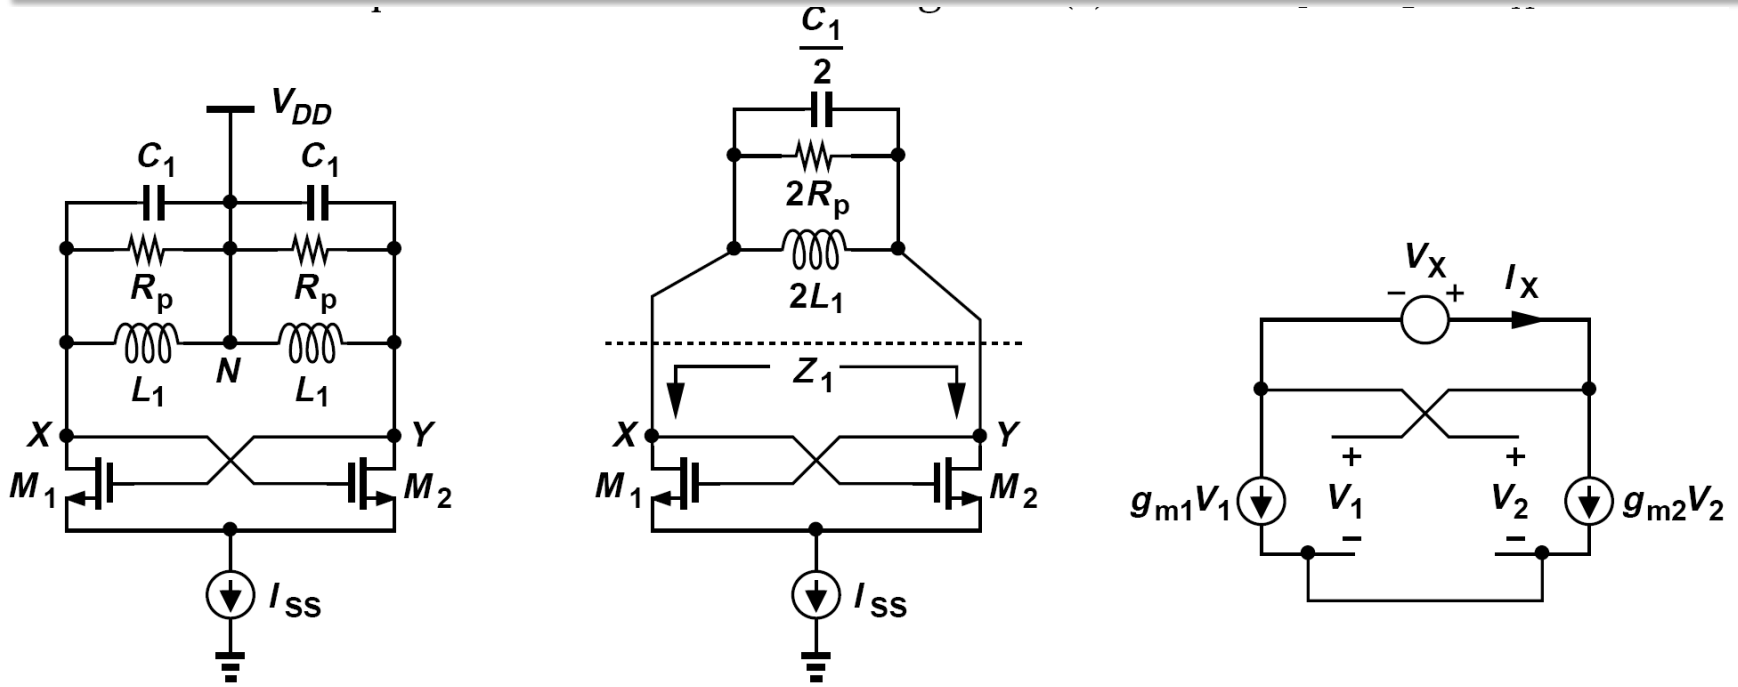 C1
2
VDD
C1 C1
Rp Rp
2Rp
L1 N L1
2L1
VX
- +
IX
Z1
X Y
X Y
M1 M2
M1 M2
gm1V1
+
V1
-
+
V2
-
gm2V2
ISS
ISS